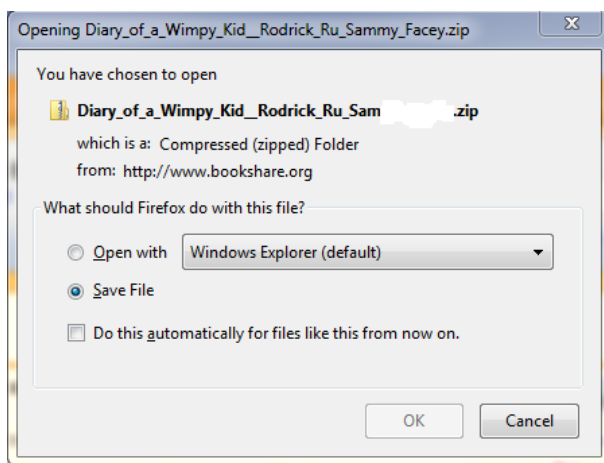 Opening Diary_of_a_Wimpy_Kid__Rodrick_Ru_Sammy_Facey.zip
You have chosen to open
Diary_of_a_Wimpy_Kid__Rodrick_Ru_Sam .zip
which is a: Compressed (zipped) Folder
from: http://www.bookshare.org
What should Firefox do with this file?
Open with Windows Explorer (default)
Save File
Do this automatically for files like this from now on.
OK Cancel